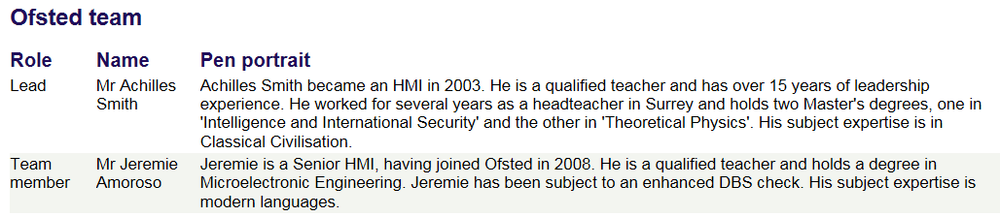 Ofsted team
Role Name Pen portrait
Lead Mr Achilles Smith Achilles Smith became an HMI in 2003. He is a qualified teacher and has over 15 years of leadership
experience. He worked for several years as a headteacher in Surrey and holds two Master's degrees, one in
'Intelligence and International Security' and the other in 'Theoretical Physics'. His subject expertise is in
Classical Civilisation.
Team member Mr Jeremie Amoroso Jeremie is a Senior HMI, having joined Ofsted in 2008. He is a qualified teacher and holds a degree in
Microelectronic Engineering. Jeremie has been subject to an enhanced DBS check. His subject expertise is
modern languages.